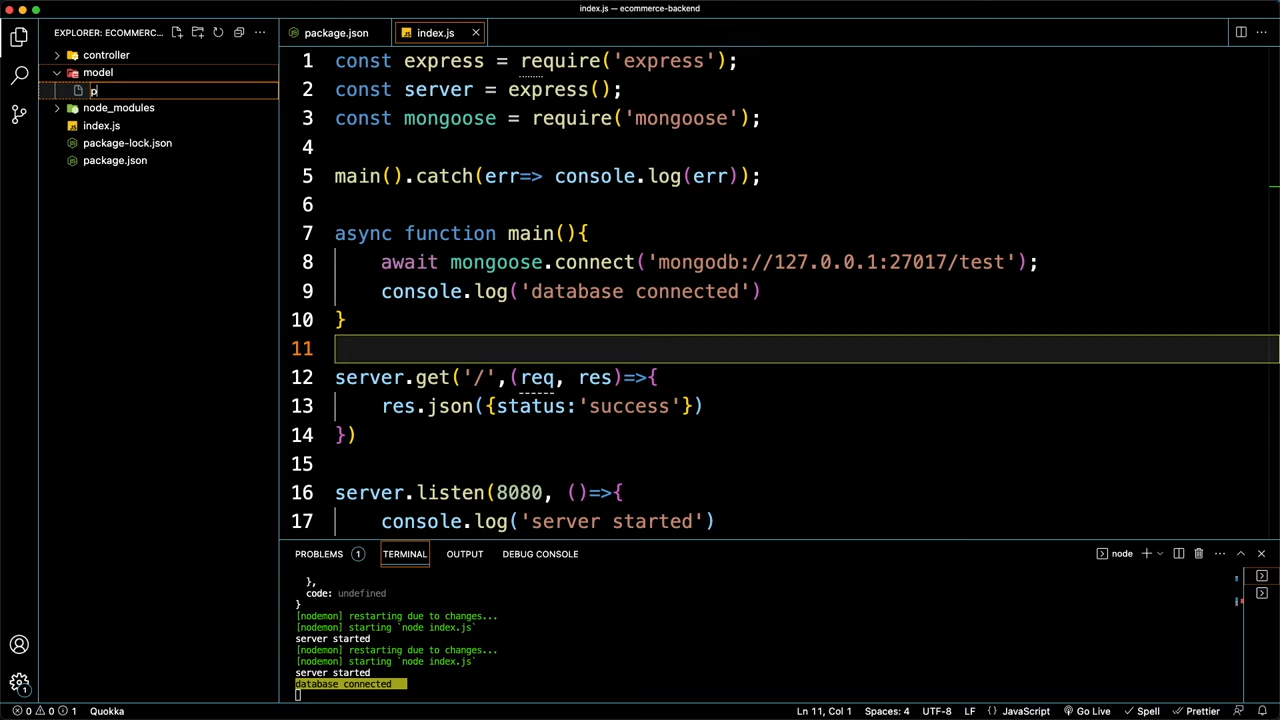 index.js — ecommerce-backend
EXPLORER: ECOMMERC...
controller
model
p
node_modules
index.js
package-lock.json
package.json
package.json
index.js
1 const express = require('express');
2 const server = express();
3 const mongoose = require('mongoose');
4
5 main().catch(err=> console.log(err));
6
7 async function main(){
8 await mongoose.connect('mongodb://127.0.0.1:27017/test');
9 console.log('database connected')
10 }
11
12 server.get('/',(req, res)=>{
13 res.json({status:'success'})
14 })
15
16 server.listen(8080, ()=>{
17 console.log('server started')
PROBLEMS 1 TERMINAL OUTPUT DEBUG CONSOLE
node
},
code: undefined
}
[nodemon] restarting due to changes...
[nodemon] starting `node index.js`
server started
[nodemon] restarting due to changes...
[nodemon] starting `node index.js`
server started
database connected
1
0 0 1 Quokka Ln 11, Col 1 Spaces: 4 UTF-8 LF {} JavaScript Go Live Spell Prettier